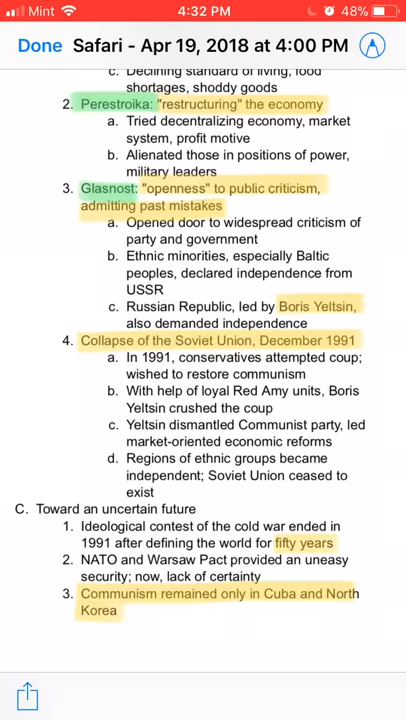 Mint 4:32 PM 48%
Done Safari - Apr 19, 2018 at 4:00 PM
c. Declining standard of living, food
shortages, shoddy goods
2. Perestroika: "restructuring" the economy
a. Tried decentralizing economy, market
system, profit motive
b. Alienated those in positions of power,
military leaders
3. Glasnost: "openness" to public criticism,
admitting past mistakes
a. Opened door to widespread criticism of
party and government
b. Ethnic minorities, especially Baltic
peoples, declared independence from
USSR
c. Russian Republic, led by Boris Yeltsin,
also demanded independence
4. Collapse of the Soviet Union, December 1991
a. In 1991, conservatives attempted coup;
wished to restore communism
b. With help of loyal Red Amy units, Boris
Yeltsin crushed the coup
c. Yeltsin dismantled Communist party, led
market-oriented economic reforms
d. Regions of ethnic groups became
independent; Soviet Union ceased to
exist
C. Toward an uncertain future
1. Ideological contest of the cold war ended in
1991 after defining the world for fifty years
2. NATO and Warsaw Pact provided an uneasy
security; now, lack of certainty
3. Communism remained only in Cuba and North
Korea